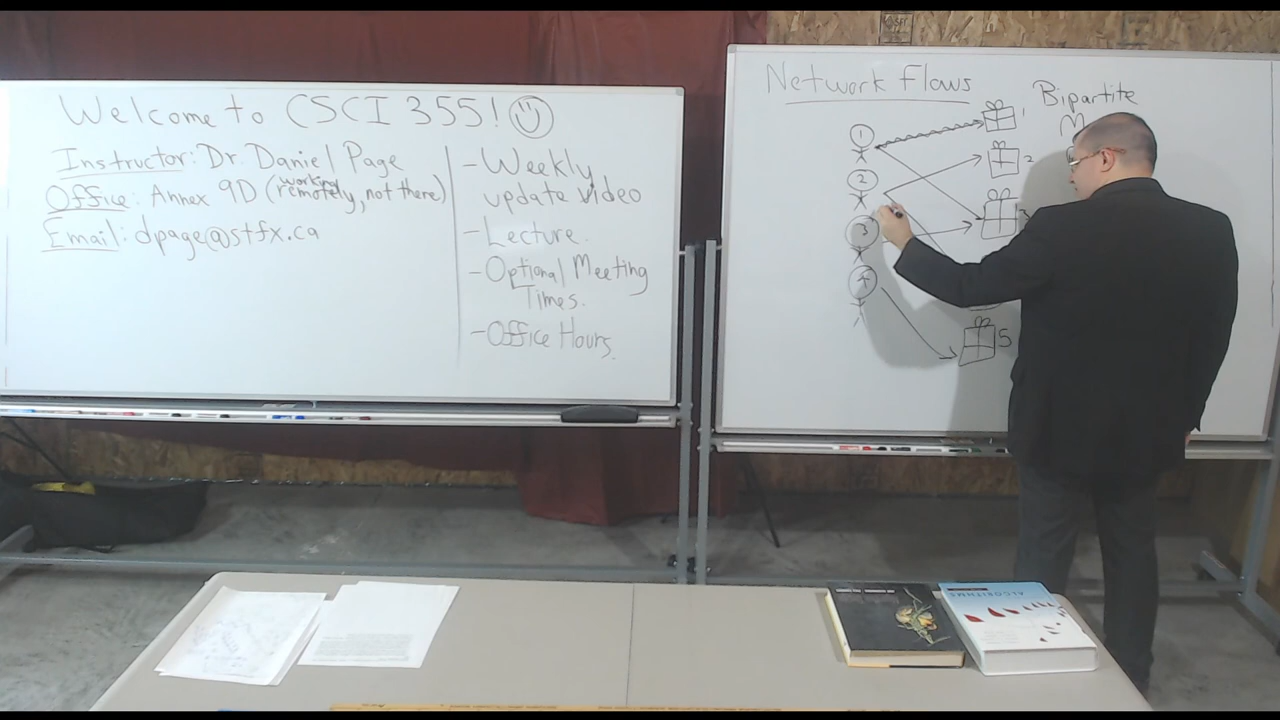 Welcome to CSCI 355!
Instructor: Dr. Daniel Page
Office: Annex 9D (working remotely, not there)
Email: dpage@stfx.ca
- Weekly
update video
- Lecture.
- Optional Meeting
Times.
- Office Hours.
Network Flows
Bipartite
M
1
2
3
4
1
2
3
5
ALGORITHMS